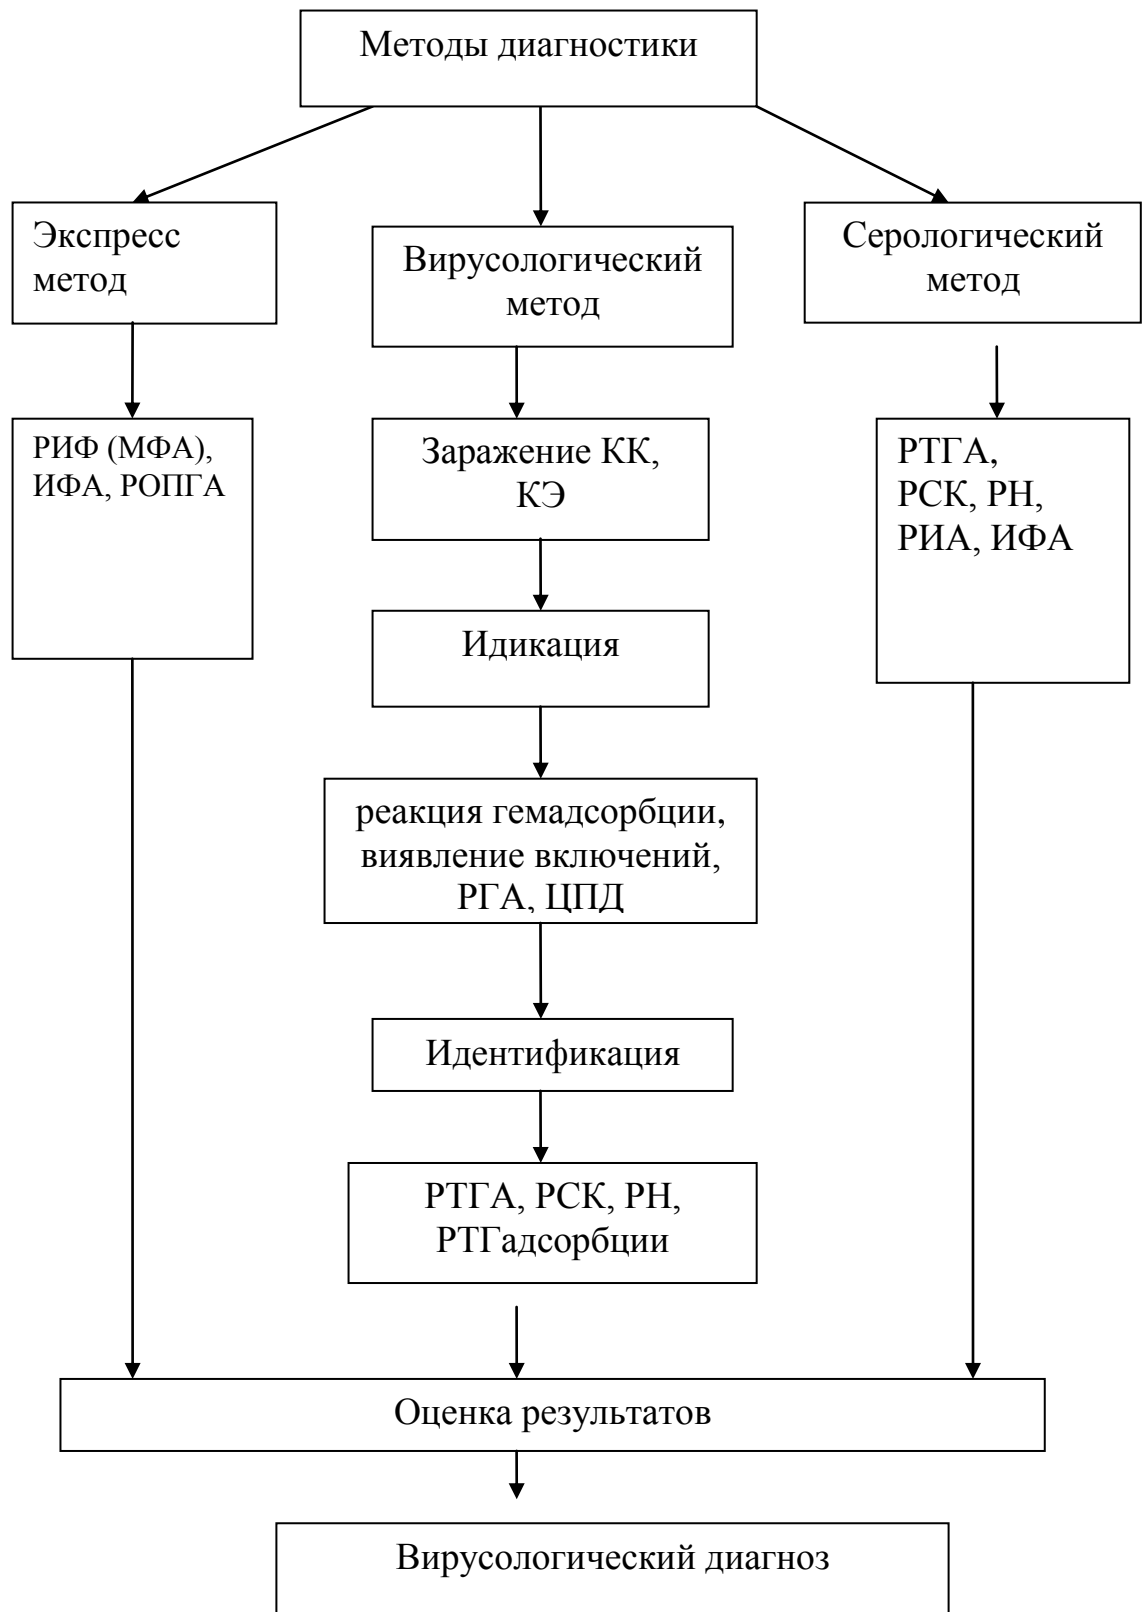 Методы диагностики
Экспресс
метод
Вирусологический
метод
Серологический
метод
РИФ (МФА),
ИФА, РОПГА
Заражение КК,
КЭ
РТГА,
РСК, РН,
РИА, ИФА
Идикация
реакция гемадсорбции,
виявление включений,
РГА, ЦПД
Идентификация
РТГА, РСК, РН,
РТГадсорбции
Оценка результатов
Вирусологический диагноз